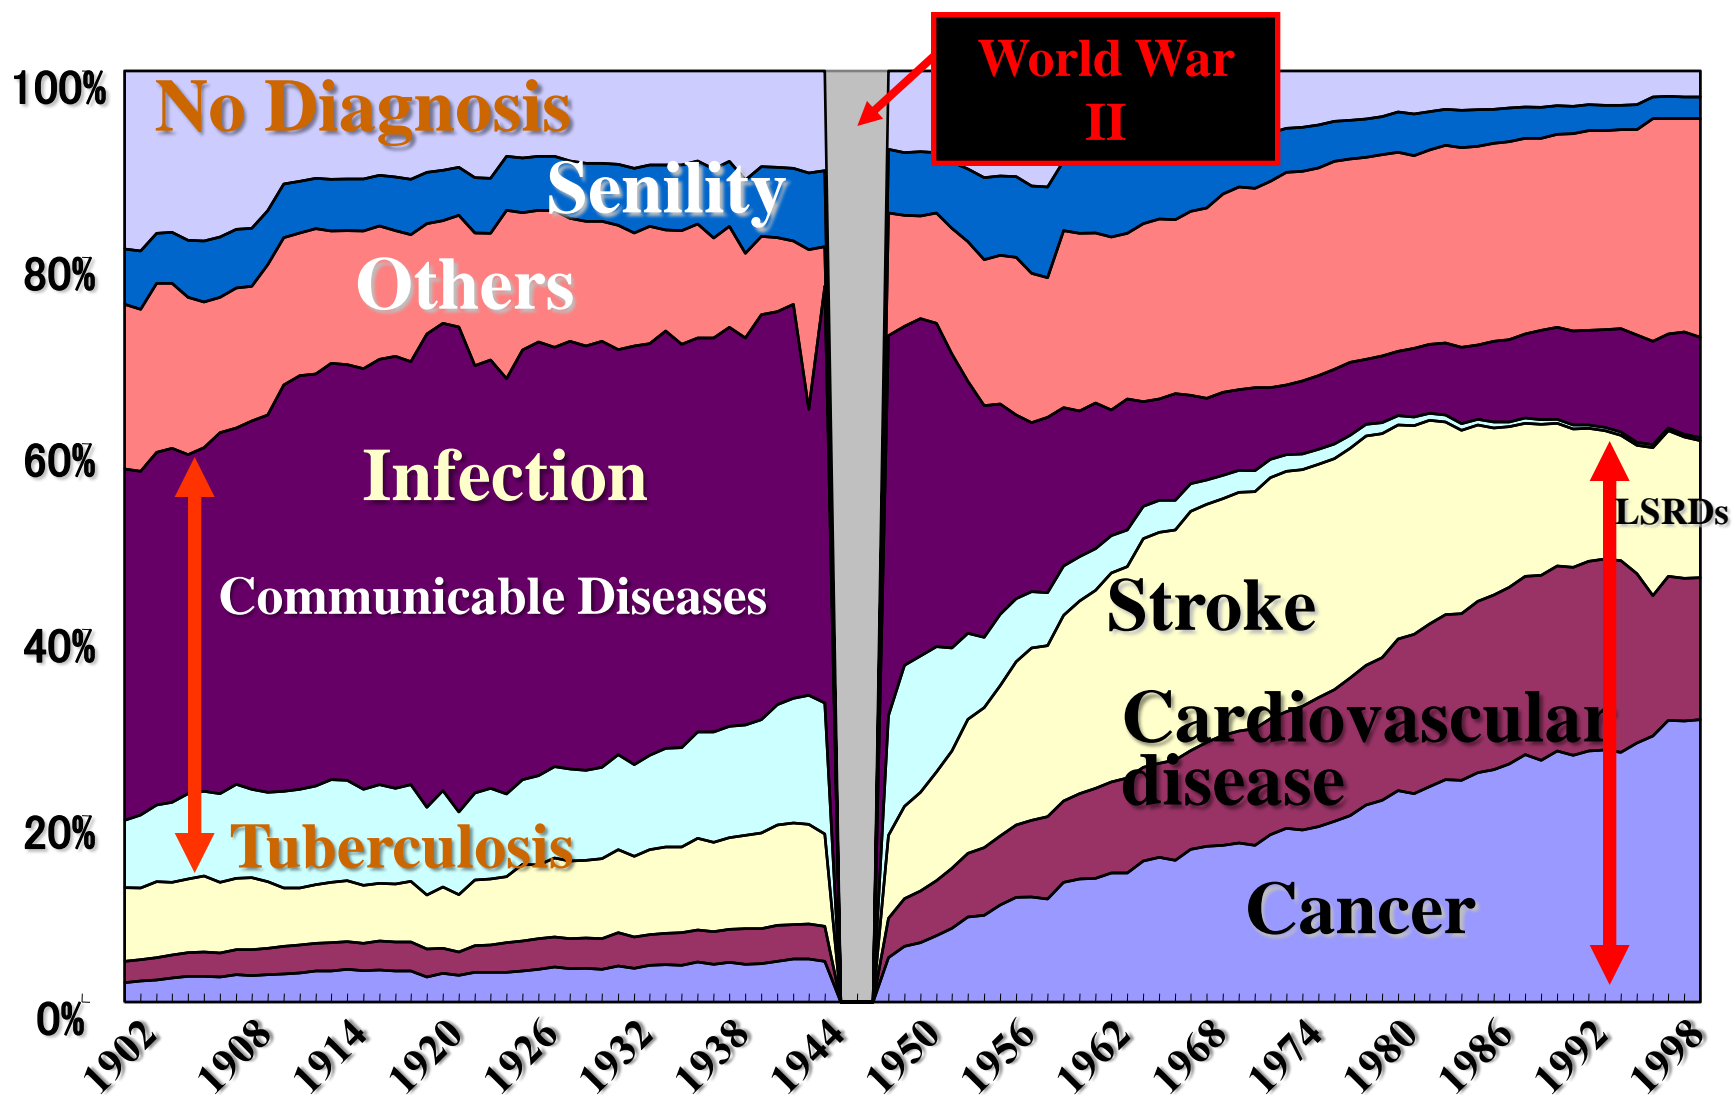 World War
II
100%
No Diagnosis
Senility
80%
Others
60%
Infection
LSRDs
Communicable Diseases
Stroke
40%
Cardiovascular
disease
20%
Tuberculosis
Cancer
0%
1902
1908
1914
1920
1926
1932
1938
1944
1950
1956
1962
1968
1974
1980
1986
1992
1998